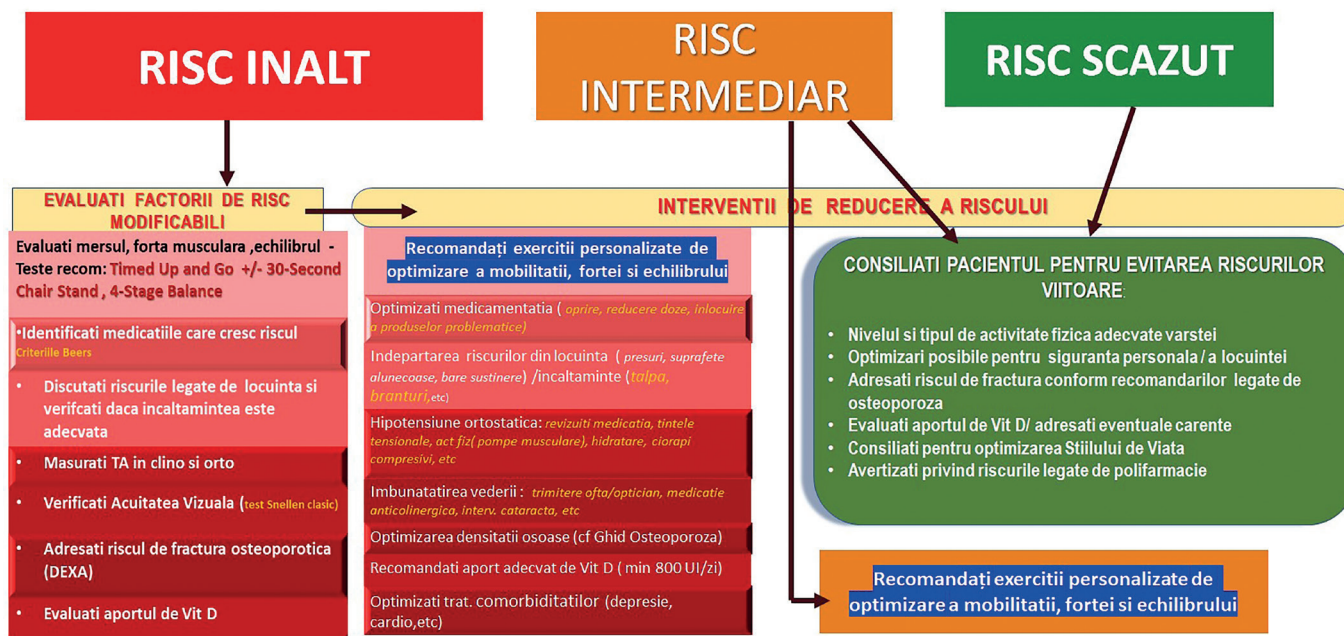 RISC INALT
RISC
INTERMEDIAR
RISC SCAZUT
EVALUATI FACTORII DE RISC
MODIFICABILI
INTERVENTII DE REDUCERE A RISCULUI
Evaluati mersul, forta musculara ,echilibrul -
Teste recom: Timed Up and Go +/- 30-Second
Chair Stand , 4-Stage Balance
•Identificati medicatiile care cresc riscul
Criteriile Beers
• Discutati riscurile legate de locuinta si
verifcati daca incaltamintea este
adecvata
• Masurati TA in clino si orto
• Verificati Acuitatea Vizuala (test Snellen clasic)
• Adresati riscul de fractura osteoporotica
(DEXA)
• Evaluati aportul de Vit D
Recomandați exercitii personalizate de
optimizare a mobilitatii, fortei si echilibrului
Optimizati medicamentatia ( oprire, reducere doze, inlocuire
a produselor problematice)
Indepartarea riscurilor din locuinta ( presuri, suprafete
alunecoase, bare sustinere) /incaltaminte (talpa,
branturi,etc)
Hipotensiune ortostatica: revizuiti medicatia, tintele
tensionale, act fiz( pompe musculare), hidratare, ciorapi
compresivi, etc
Imbunatatirea vederii : trimitere ofta/optician, medicatie
anticolinergica, interv. cataracta, etc
Optimizarea densitatii osoase (cf Ghid Osteoporoza)
Recomandati aport adecvat de Vit D ( min 800 UI/zi)
Optimizati trat. comorbiditatilor (depresie,
cardio,etc)
CONSILIATI PACIENTUL PENTRU EVITAREA RISCURILOR
VIITOARE:
• Nivelul si tipul de activitate fizica adecvate varstei
• Optimizari posibile pentru siguranta personala / a locuintei
• Adresati riscul de fractura conform recomandarilor legate de
osteoporoza
• Evaluati aportul de Vit D/ adresati eventuale carente
• Consiliati pentru optimizarea Stiilului de Viata
• Avertizati privind riscurile legate de polifarmacie
Recomandați exercitii personalizate de
optimizare a mobilitatii, fortei si echilibrului